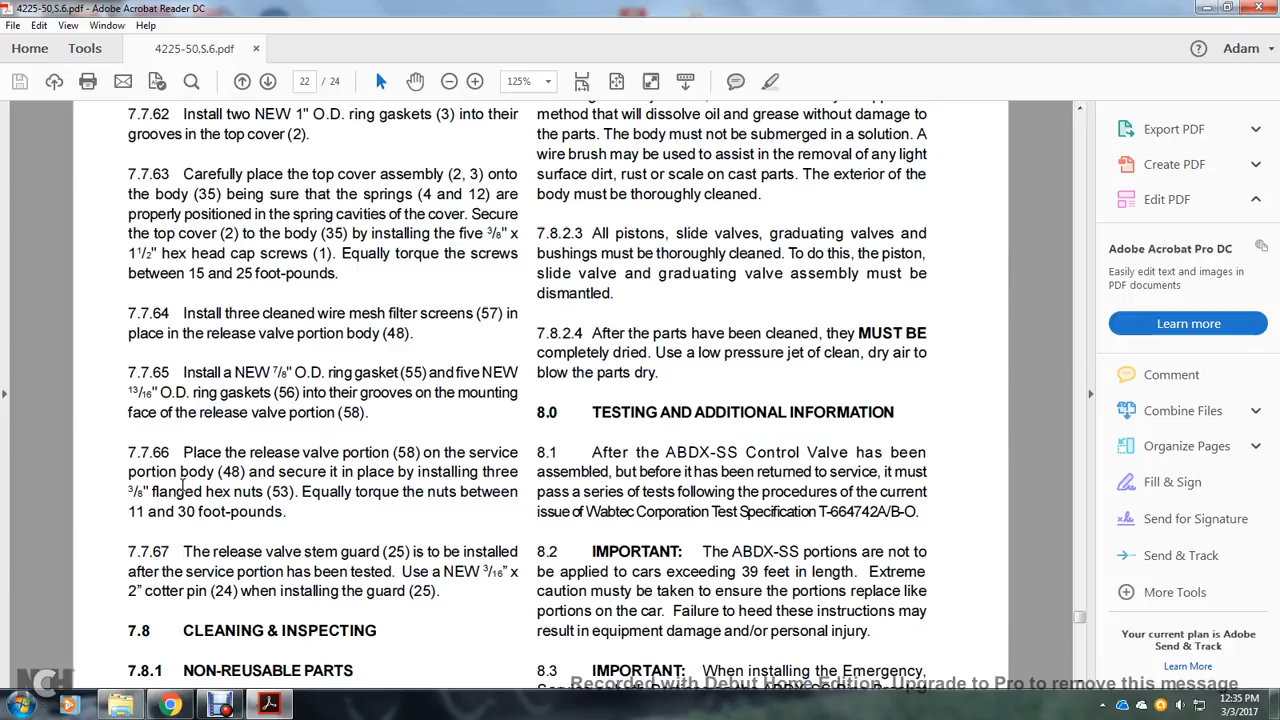 4225-50,S.6.pdf - Adobe Acrobat Reader DC
File Edit View Window Help
Home Tools 4225-50,S.6.pdf × Adam
22 / 24 125%
7.7.62 Install two NEW 1" O.D. ring gaskets (3) into their
grooves in the top cover (2).
7.7.63 Carefully place the top cover assembly (2, 3) onto
the body (35) being sure that the springs (4 and 12) are
properly positioned in the spring cavities of the cover. Secure
the top cover (2) to the body (35) by installing the five 3/8" x
1 1/2" hex head cap screws (1). Equally torque the screws
between 15 and 25 foot-pounds.
7.7.64 Install three cleaned wire mesh filter screens (57) in
place in the release valve portion body (48).
7.7.65 Install a NEW 7/8" O.D. ring gasket (55) and five NEW
13/16" O.D. ring gaskets (56) into their grooves on the mounting
face of the release valve portion (58).
7.7.66 Place the release valve portion (58) on the service
portion body (48) and secure it in place by installing three
3/8" flanged hex nuts (53). Equally torque the nuts between
11 and 30 foot-pounds.
7.7.67 The release valve stem guard (25) is to be installed
after the service portion has been tested. Use a NEW 3/16" x
2" cotter pin (24) when installing the guard (25).
7.8 CLEANING & INSPECTING
7.8.1 NON-REUSABLE PARTS
method that will dissolve oil and grease without damage to
the parts. The body must not be submerged in a solution. A
wire brush may be used to assist in the removal of any light
surface dirt, rust or scale on cast parts. The exterior of the
body must be thoroughly cleaned.
7.8.2.3 All pistons, slide valves, graduating valves and
bushings must be thoroughly cleaned. To do this, the piston,
slide valve and graduating valve assembly must be
dismantled.
7.8.2.4 After the parts have been cleaned, they MUST BE
completely dried. Use a low pressure jet of clean, dry air to
blow the parts dry.
8.0 TESTING AND ADDITIONAL INFORMATION
8.1 After the ABDX-SS Control Valve has been
assembled, but before it has been returned to service, it must
pass a series of tests following the procedures of the current
issue of Wabtec Corporation Test Specification T-664742A/B-O.
8.2 IMPORTANT: The ABDX-SS portions are not to
be applied to cars exceeding 39 feet in length. Extreme
caution musty be taken to ensure the portions replace like
portions on the car. Failure to heed these instructions may
result in equipment damage and/or personal injury.
8.3 IMPORTANT: When installing the Emergency,
Export PDF
Create PDF
Edit PDF
Adobe Acrobat Pro DC
Easily edit text and images in
PDF documents
Learn more
Comment
Combine Files
Organize Pages
Fill & Sign
Send for Signature
Send & Track
More Tools
Your current plan is Adobe
Send & Track
Learn More
NCH
Recorded with Debut Home Edition. Upgrade to Pro to remove this message
12:35 PM
3/3/2017